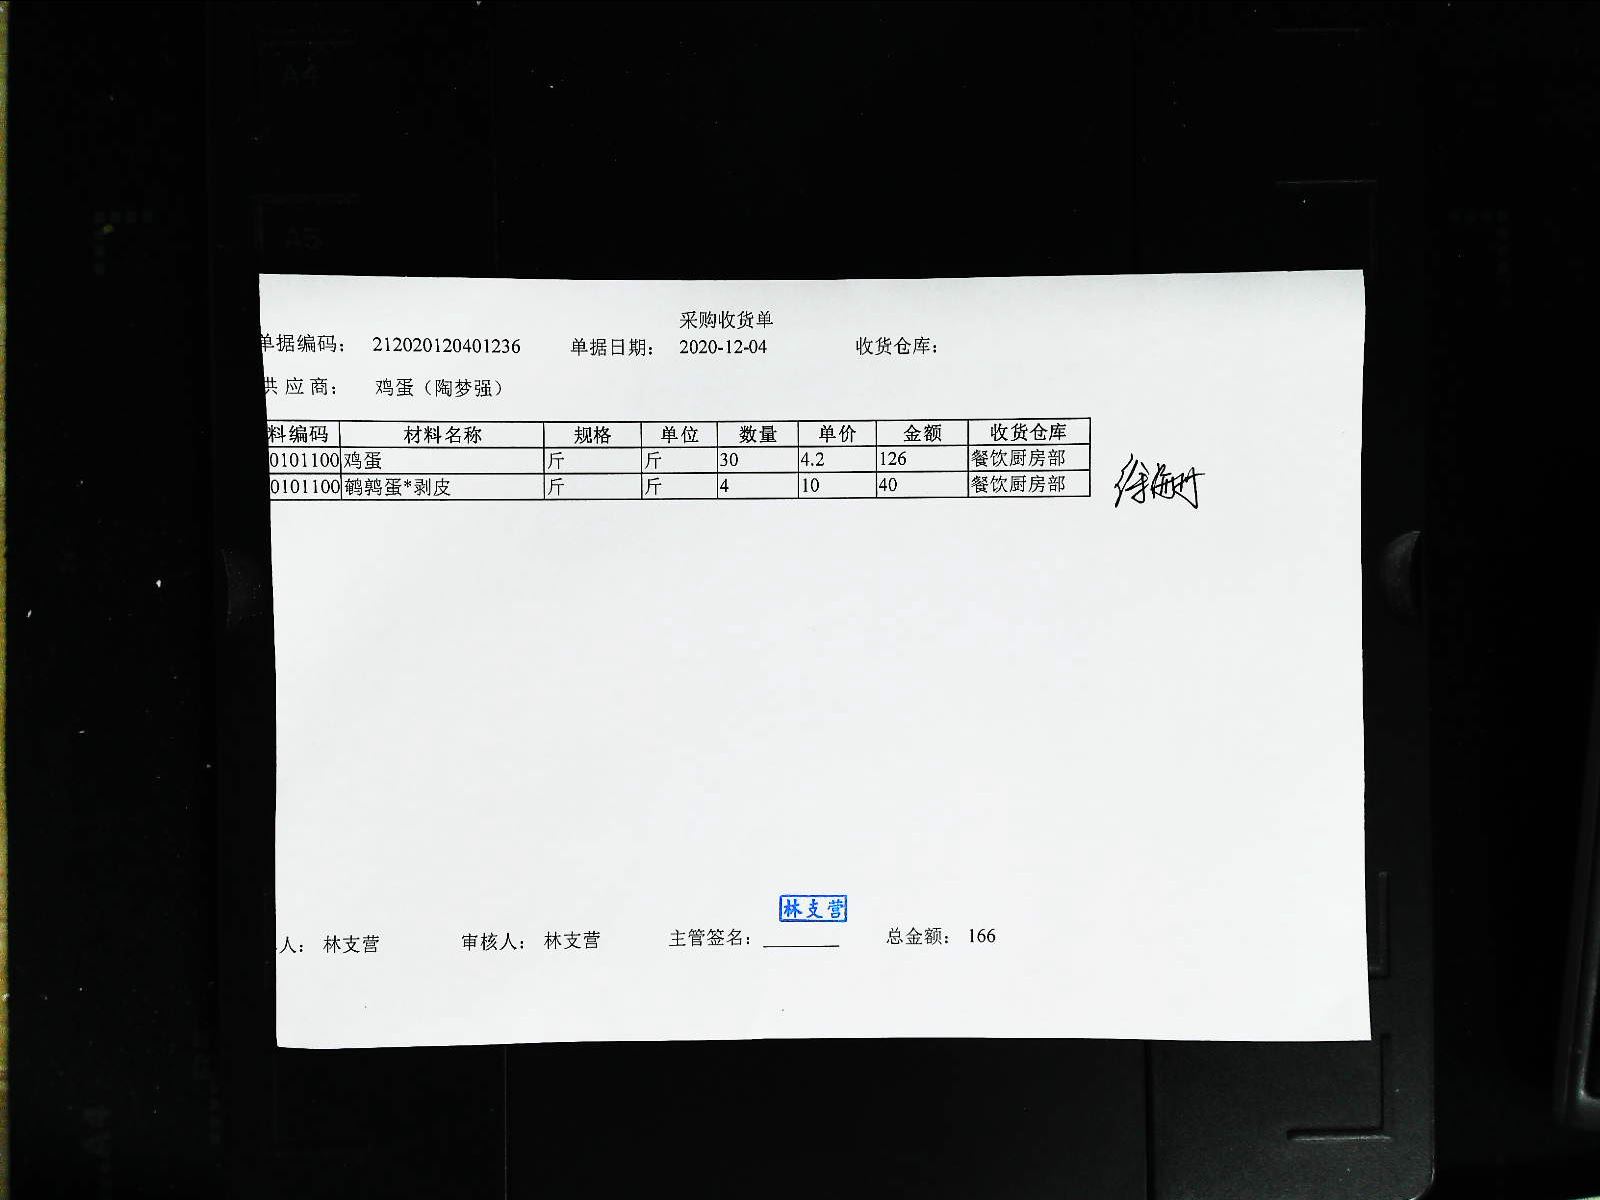 采购收货单
单据编码： 212020120401236 单据日期： 2020-12-04 收货仓库：
供应商： 鸡蛋（陶梦强）
料编码 材料名称 规格 单位 数量 单价 金额 收货仓库
0101100 鸡蛋 斤 斤 30 4.2 126 餐饮厨房部
0101100 鹌鹑蛋*剥皮 斤 斤 4 10 40 餐饮厨房部
林支营
人： 林支营 审核人： 林支营 主管签名： 总金额： 166